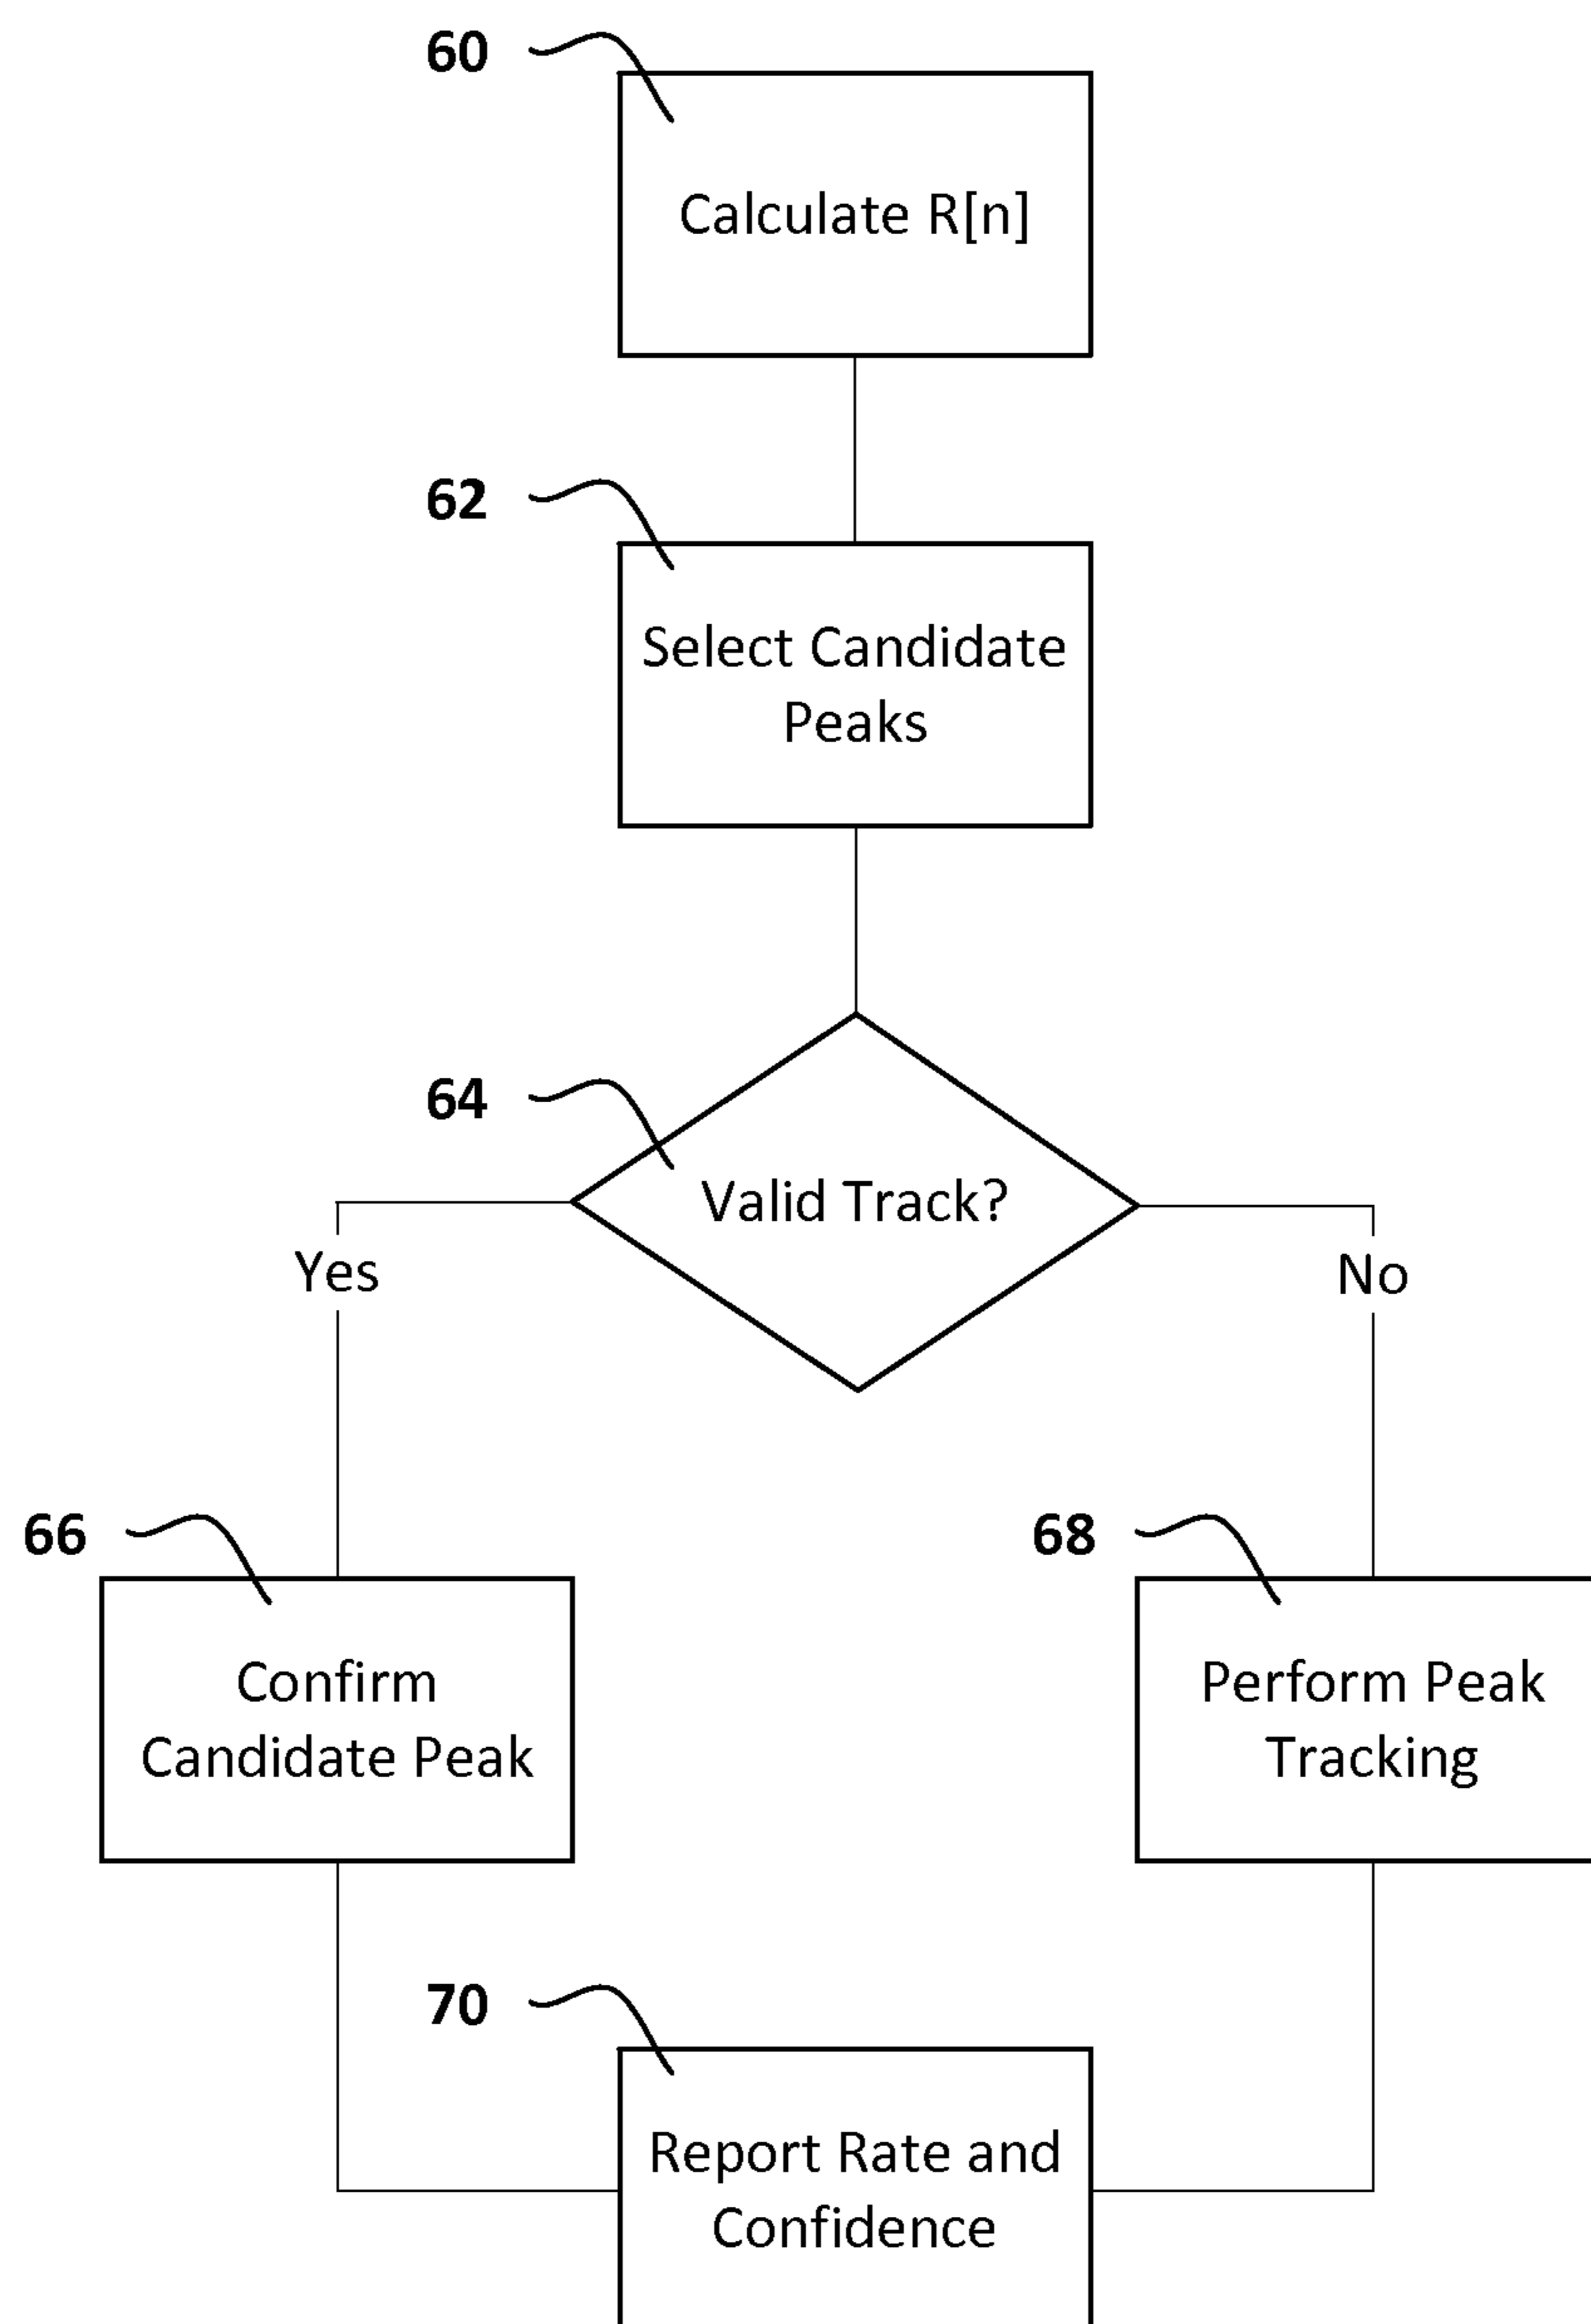 60
Calculate R[n]
62
Select Candidate
Peaks
64
Valid Track?
Yes
No
66
Confirm
Candidate Peak
68
Perform Peak
Tracking
70
Report Rate and
Confidence